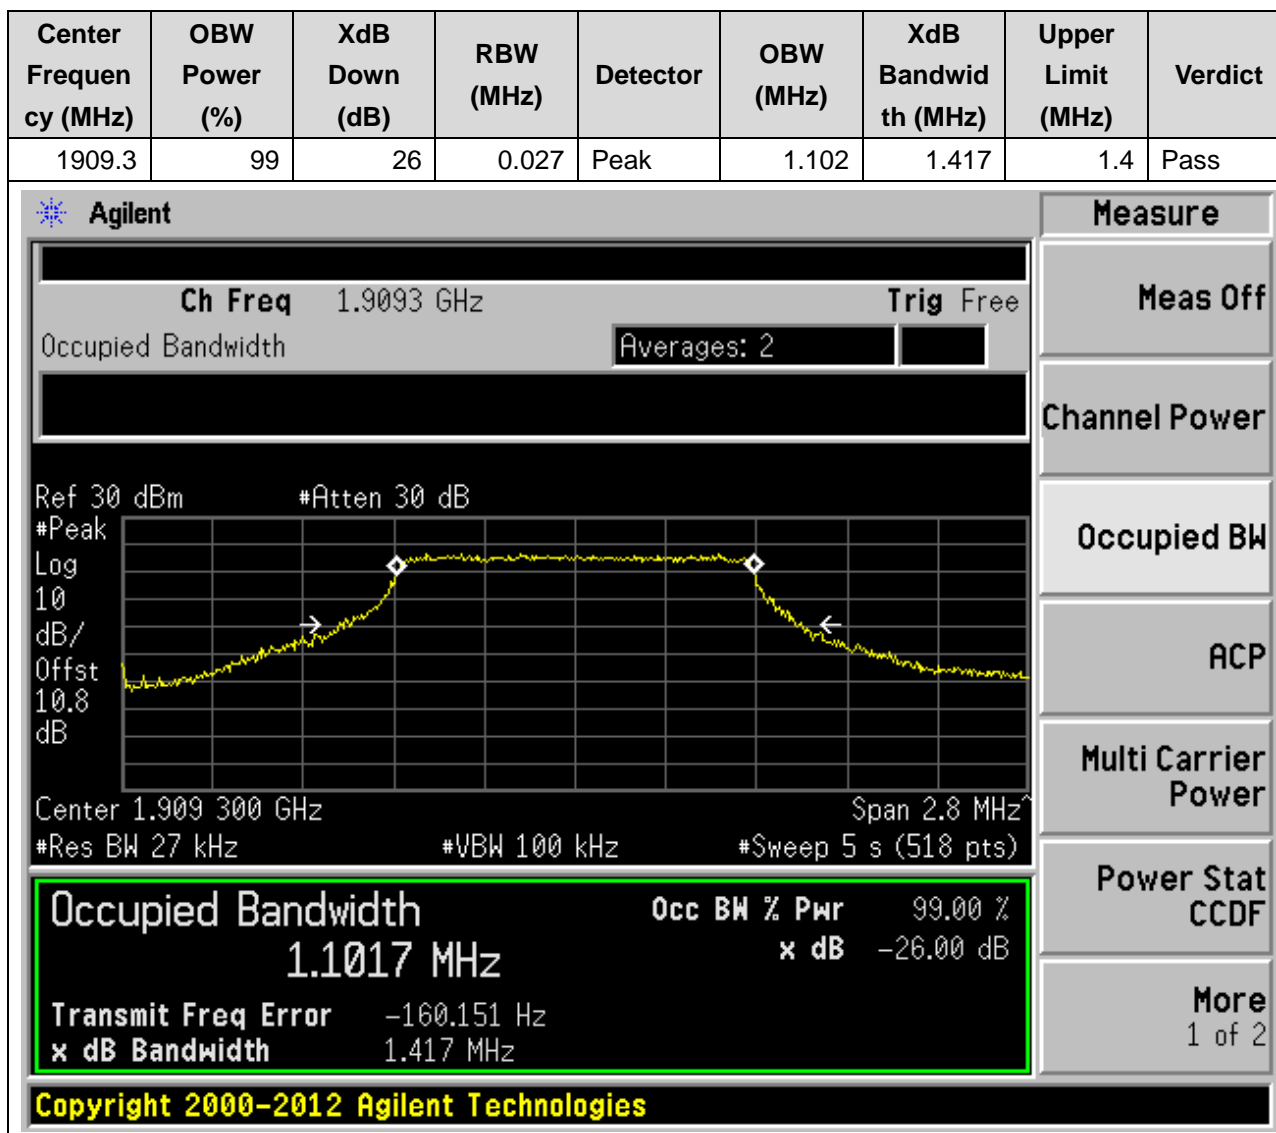 Center Frequen cy (MHz) OBW Power (%) XdB Down (dB) RBW (MHz) Detector OBW (MHz) XdB Bandwid th (MHz) Upper Limit (MHz) Verdict
1909.3 99 26 0.027 Peak 1.102 1.417 1.4 Pass
Agilent
Ch Freq 1.9093 GHz Trig Free
Occupied Bandwidth Averages: 2
Ref 30 dBm #Atten 30 dB
#Peak
Log
10
dB/
Offst
10.8
dB
Center 1.909 300 GHz Span 2.8 MHz^
#Res BW 27 kHz #VBW 100 kHz #Sweep 5 s (518 pts)
Occupied Bandwidth Occ BW % Pwr 99.00 %
1.1017 MHz x dB -26.00 dB
Transmit Freq Error -160.151 Hz
x dB Bandwidth 1.417 MHz
Copyright 2000-2012 Agilent Technologies
Measure
Meas Off
Channel Power
Occupied BW
ACP
Multi Carrier
Power
Power Stat
CCDF
More
1 of 2